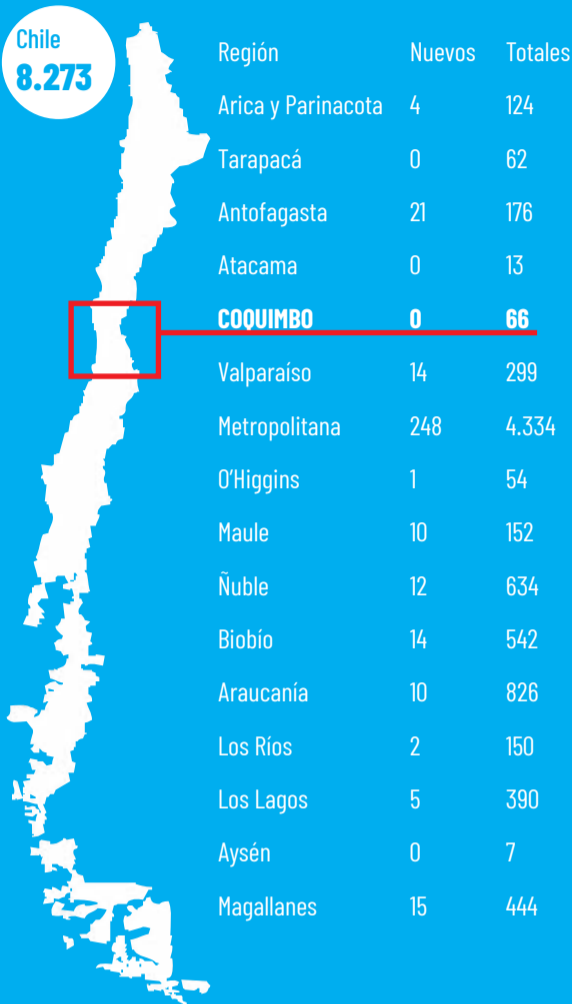 Chile
8.273
Región Nuevos Totales
Arica y Parinacota 4 124
Tarapacá 0 62
Antofagasta 21 176
Atacama 0 13
COQUIMBO 0 66
Valparaíso 14 299
Metropolitana 248 4.334
O'Higgins 1 54
Maule 10 152
Ñuble 12 634
Biobío 14 542
Araucanía 10 826
Los Ríos 2 150
Los Lagos 5 390
Aysén 0 7
Magallanes 15 444